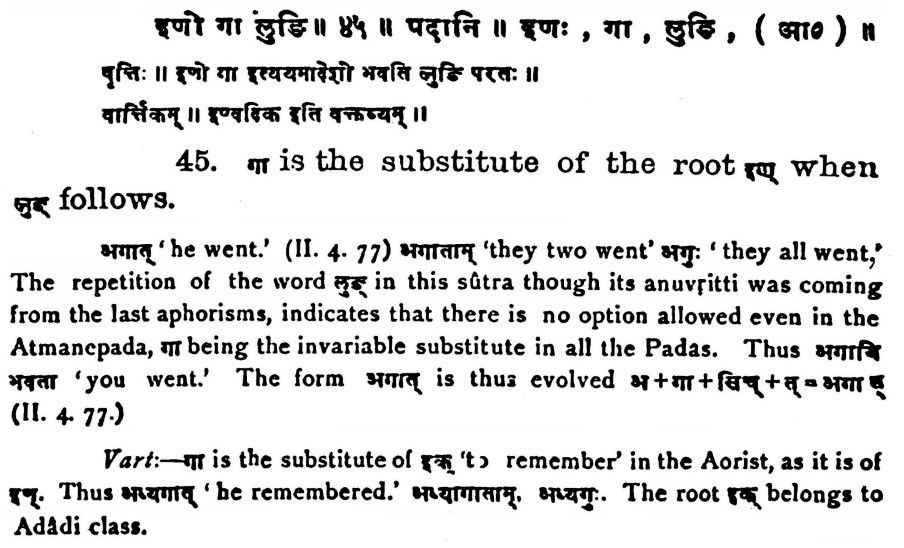 इणो गा लुङि॥ ४५ ॥ पदानि ॥ इणः , गा , लुङि , ( आ० ) ॥
वृत्तिः ॥ इणो गा इत्ययमादेशो भवति लुङि परतः ॥
वार्त्तिकम् ॥ इण्वदिक इति वक्तव्यम् ॥
45. गा is the substitute of the root इण् when
लुङ् follows.
अगात् 'he went.' (II. 4. 77) अगाताम् 'they two went' अगुः 'they all went,'
The repetition of the word लुङ् in this sûtra though its anuvṛitti was coming
from the last aphorisms, indicates that there is no option allowed even in the
Atmanepada, गा being the invariable substitute in all the Padas. Thus अगायि
भवता 'you went.' The form अगात् is thus evolved अ+गा+सिच्+त्=अगात्
(II. 4. 77.)
Vart:—गा is the substitute of इक् 'to remember' in the Aorist, as it is of
इण्. Thus अध्यगात् 'he remembered.' अध्यागाताम्, अध्यगुः. The root इक् belongs to
Adâdi class.